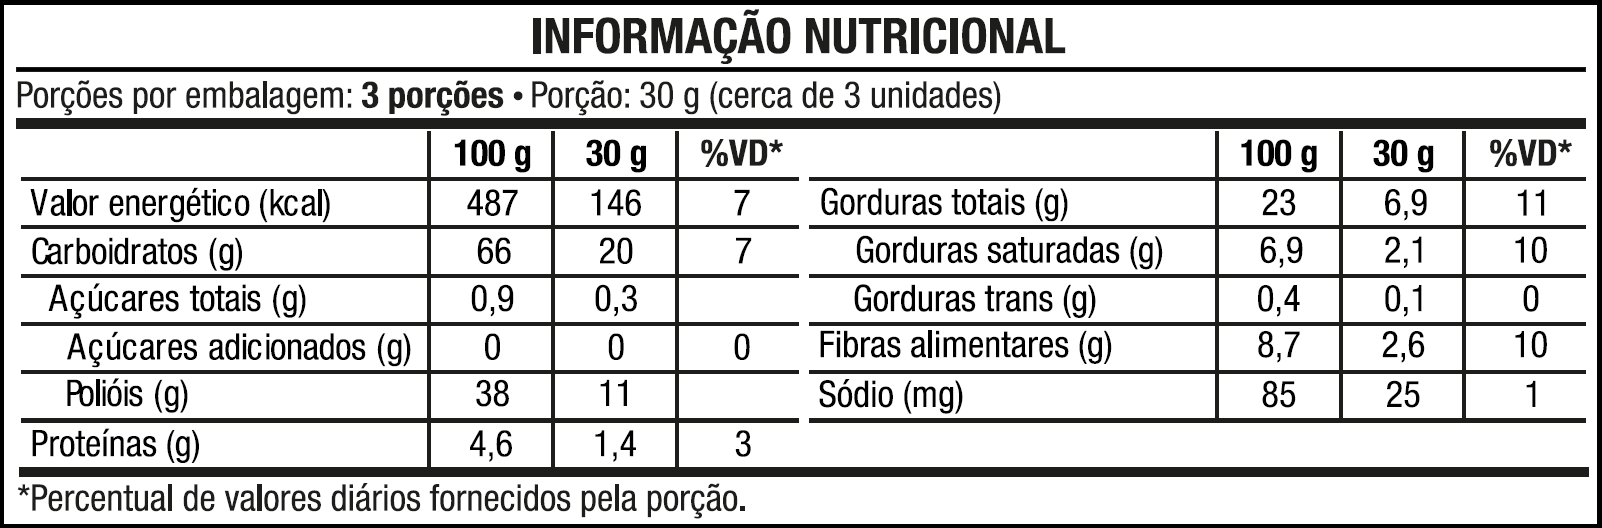 INFORMAÇÃO NUTRICIONAL
Porções por embalagem: 3 porções • Porção: 30 g (cerca de 3 unidades)
100 g 30 g %VD*
Valor energético (kcal) 487 146 7
Carboidratos (g) 66 20 7
Açúcares totais (g) 0,9 0,3
Açúcares adicionados (g) 0 0 0
Polióis (g) 38 11
Proteínas (g) 4,6 1,4 3
100 g 30 g %VD*
Gorduras totais (g) 23 6,9 11
Gorduras saturadas (g) 6,9 2,1 10
Gorduras trans (g) 0,4 0,1 0
Fibras alimentares (g) 8,7 2,6 10
Sódio (mg) 85 25 1
*Percentual de valores diários fornecidos pela porção.